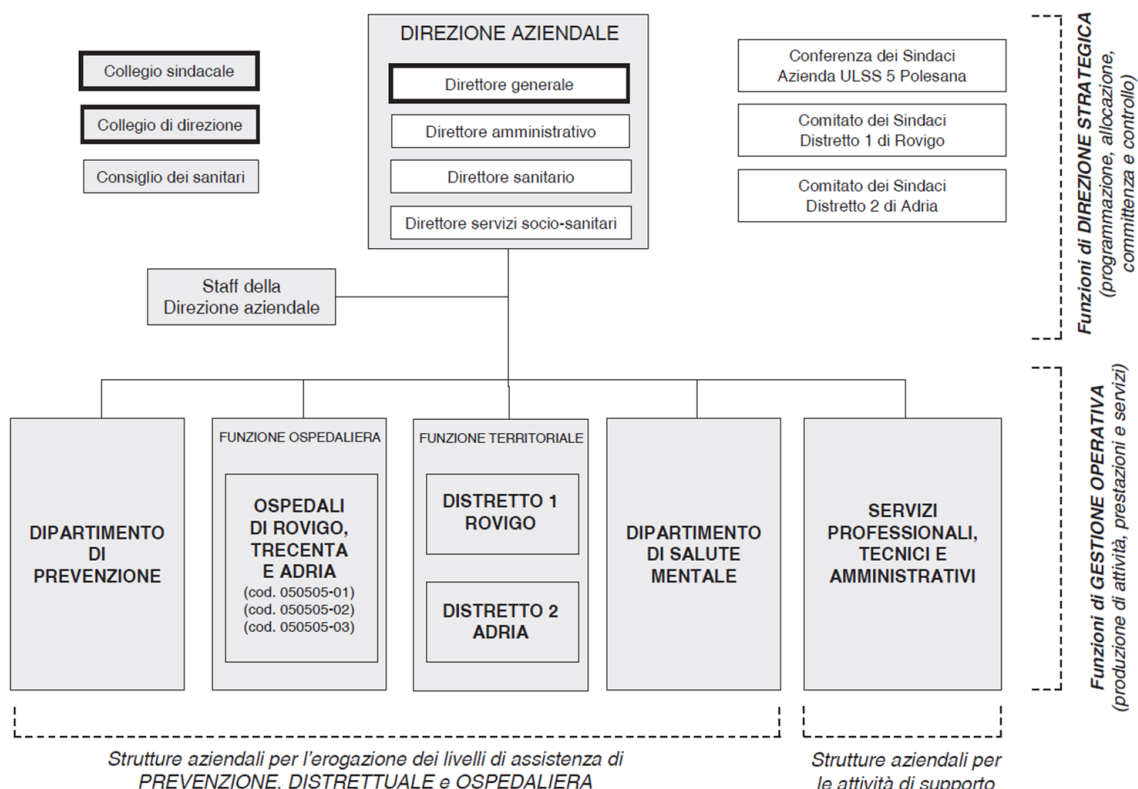 DIREZIONE AZIENDALE
Direttore generale
Direttore amministrativo
Direttore sanitario
Direttore servizi socio-sanitari
Collegio sindacale
Collegio di direzione
Consiglio dei sanitari
Conferenza dei Sindaci
Azienda ULSS 5 Polesana
Comitato dei Sindaci
Distretto 1 di Rovigo
Comitato dei Sindaci
Distretto 2 di Adria
Funzioni di DIREZIONE STRATEGICA
(programmazione, allocazione,
committenza e controllo)
Staff della
Direzione aziendale
DIPARTIMENTO
DI
PREVENZIONE
FUNZIONE OSPEDALIERA
OSPEDALI
DI ROVIGO,
TRECENTA
E ADRIA
(cod. 050505-01)
(cod. 050505-02)
(cod. 050505-03)
FUNZIONE TERRITORIALE
DISTRETTO 1
ROVIGO
DISTRETTO 2
ADRIA
DIPARTIMENTO
DI SALUTE
MENTALE
SERVIZI
PROFESSIONALI,
TECNICI E
AMMINISTRATIVI
Funzioni di GESTIONE OPERATIVA
(produzione di attività, prestazioni e servizi)
Strutture aziendali per l'erogazione dei livelli di assistenza di
PREVENZIONE, DISTRETTUALE e OSPEDALIERA
Strutture aziendali per
le attività di supporto